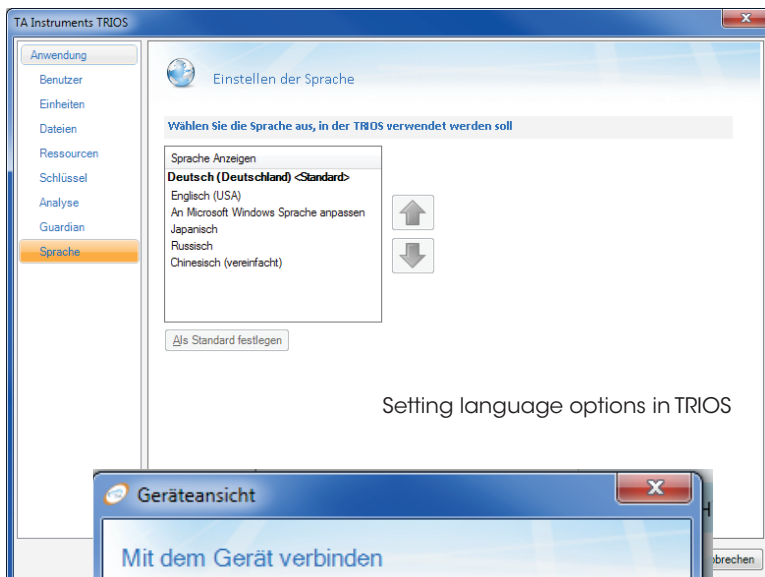 TA Instruments TRIOS
Anwendung
Benutzer
Einheiten
Dateien
Ressourcen
Schlüssel
Analyse
Guardian
Sprache
Einstellen der Sprache
Wählen Sie die Sprache aus, in der TRIOS verwendet werden soll
Sprache Anzeigen
Deutsch (Deutschland) <Standard>
Englisch (USA)
An Microsoft Windows Sprache anpassen
Japanisch
Russisch
Chinesisch (vereinfacht)
Als Standard festlegen
Setting language options in TRIOS
Geräteansicht
Mit dem Gerät verbinden